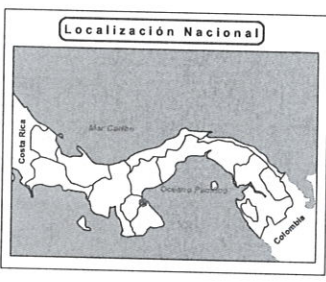 Localización Nacional
Mar Caribe
Costa Rica
Océano Pacífico
Colombia